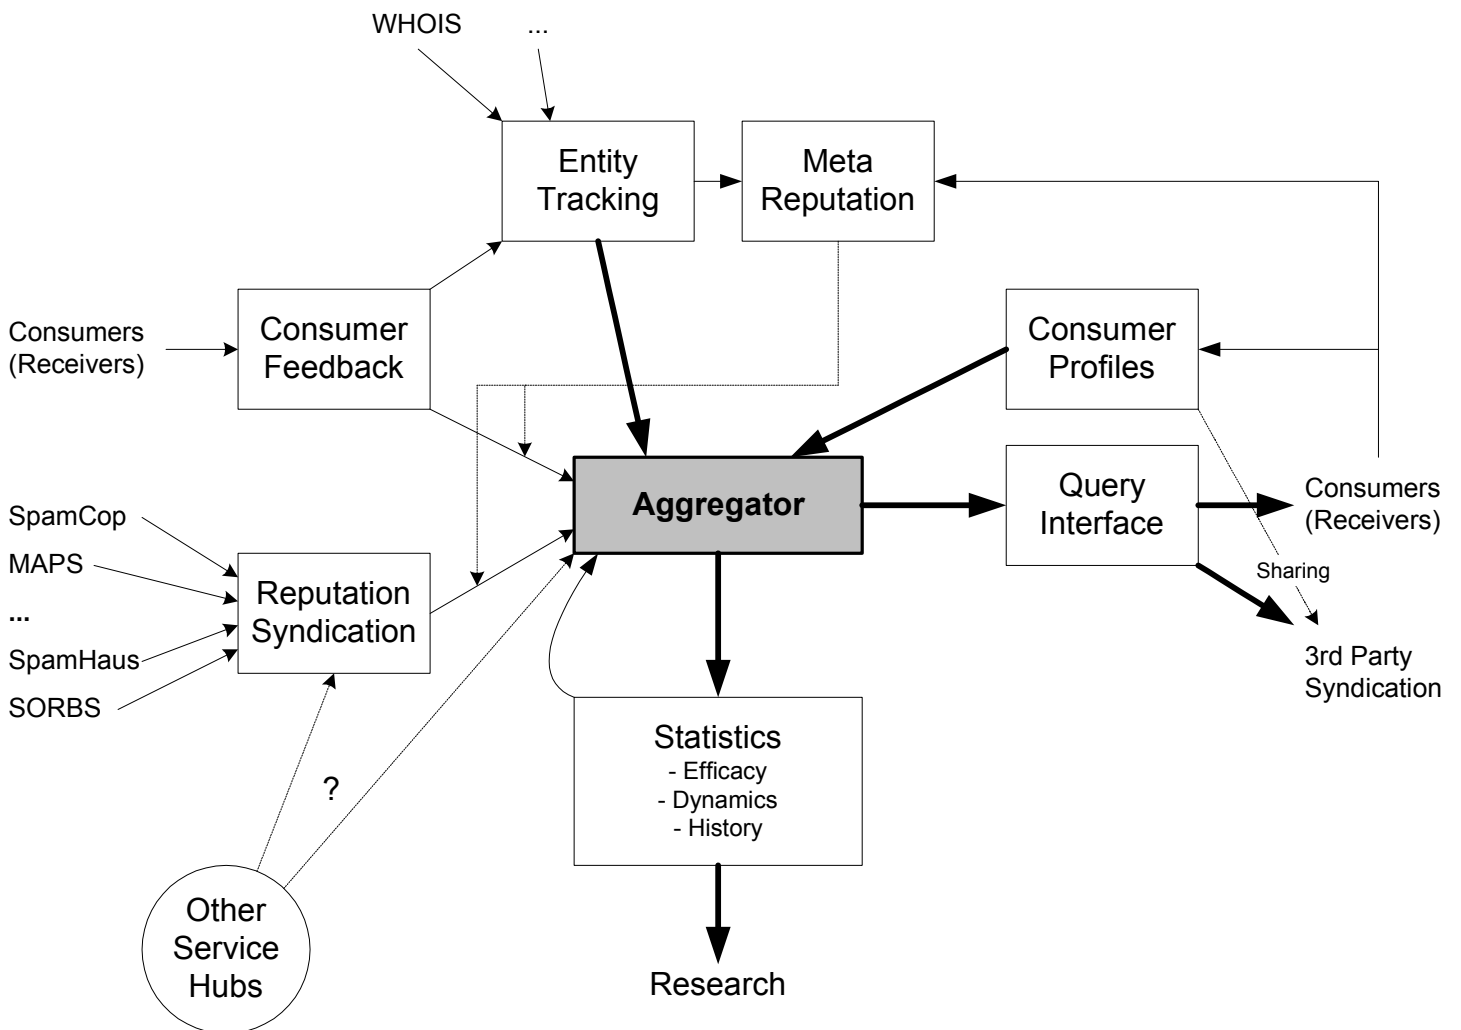 WHOIS
...
Entity
Tracking
Meta
Reputation
Consumers
(Receivers)
Consumer
Feedback
Consumer
Profiles
Aggregator
Query
Interface
Consumers
(Receivers)
SpamCop
MAPS
...
SpamHaus
SORBS
Reputation
Syndication
Sharing
3rd Party
Syndication
Statistics
- Efficacy
- Dynamics
- History
?
Other
Service
Hubs
Research